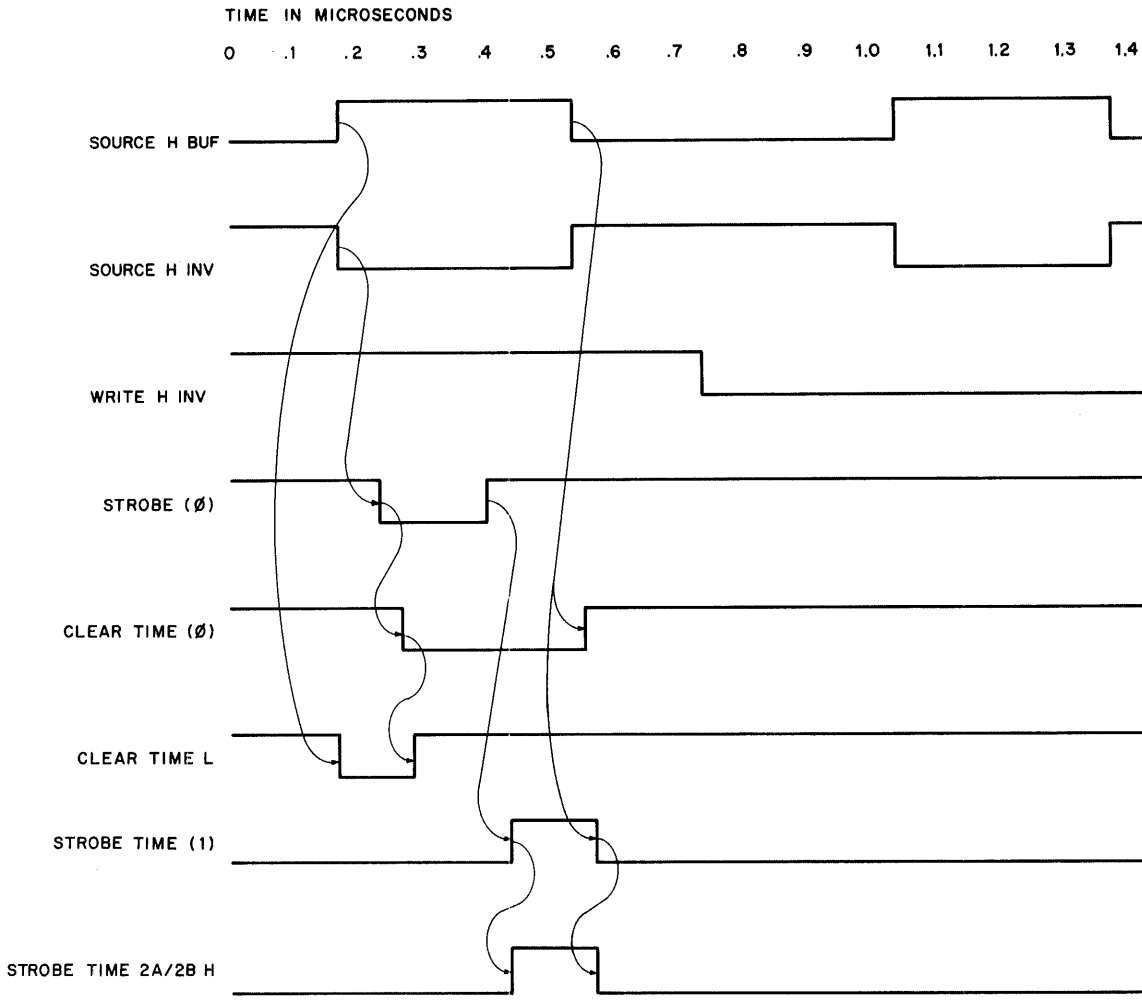 TIME IN MICROSECONDS
0 .1 .2 .3 .4 .5 .6 .7 .8 .9 1.0 1.1 1.2 1.3 1.4
SOURCE H BUF
SOURCE H INV
WRITE H INV
STROBE (Ø)
CLEAR TIME (Ø)
CLEAR TIME L
STROBE TIME (1)
STROBE TIME 2A/2B H